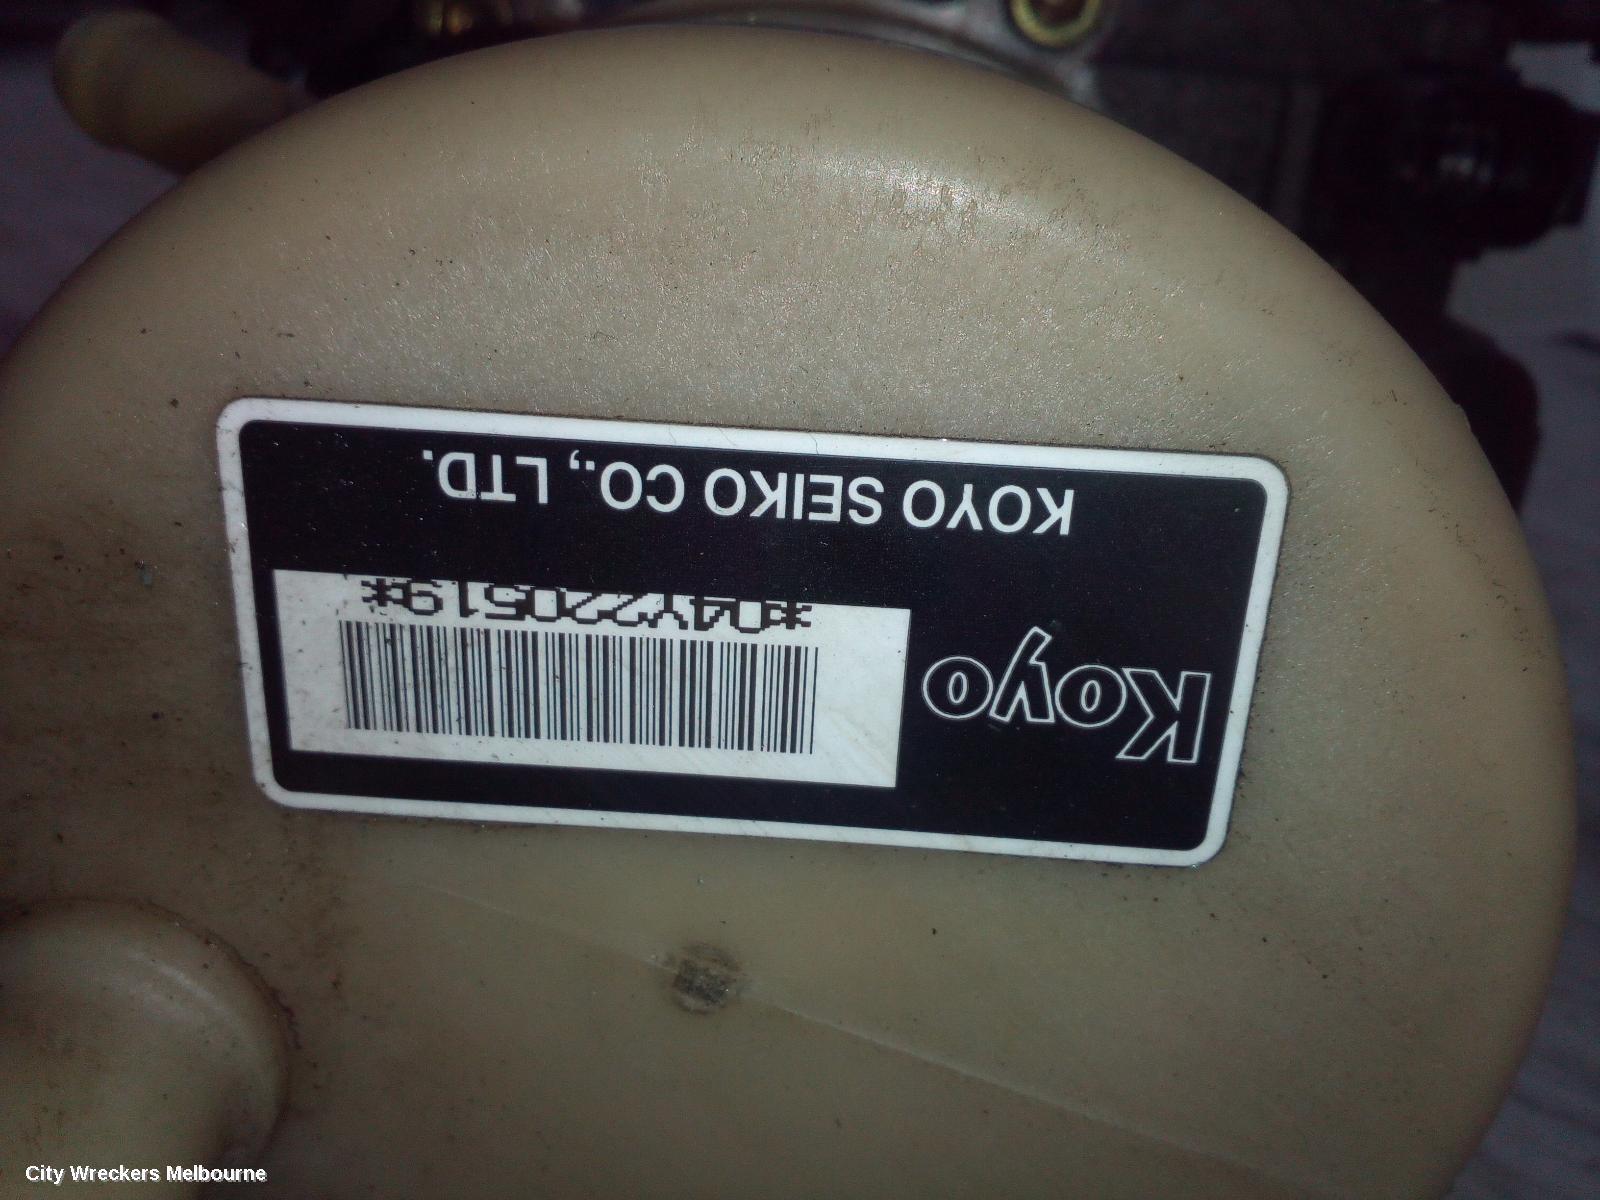 Koyo
*04Y220519*
KOYO SEIKO CO., LTD.
City Wreckers Melbourne